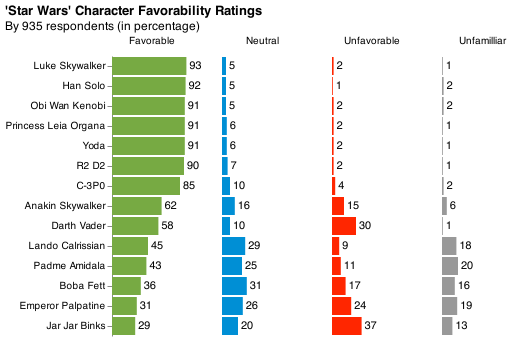 'Star Wars' Character Favorability Ratings
By 935 respondents (in percentage)
Favorable Neutral Unfavorable Unfamilliar
Luke Skywalker 93 5 2 1
Han Solo 92 5 1 2
Obi Wan Kenobi 91 5 2 2
Princess Leia Organa 91 6 2 1
Yoda 91 6 2 1
R2 D2 90 7 2 1
C-3P0 85 10 4 2
Anakin Skywalker 62 16 15 6
Darth Vader 58 10 30 1
Lando Calrissian 45 29 9 18
Padme Amidala 43 25 11 20
Boba Fett 36 31 17 16
Emperor Palpatine 31 26 24 19
Jar Jar Binks 29 20 37 13